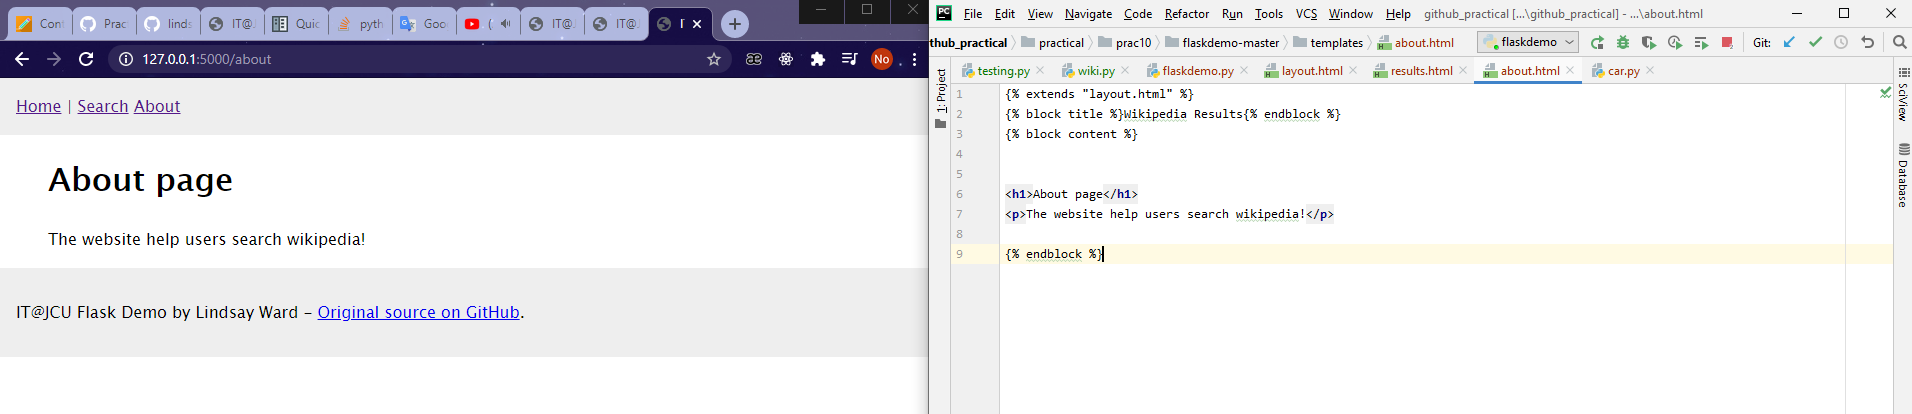 Con
Prac
linds
IT@J
Quic
pyth
Goo
(
IT@J
IT@J
127.0.0.1:5000/about
No
Home | Search About
About page
The website help users search wikipedia!
IT@JCU Flask Demo by Lindsay Ward - Original source on GitHub.
PC File Edit View Navigate Code Refactor Run Tools VCS Window Help github_practical [...\github_practical] - ...\about.html
thub_practical practical prac10 flaskdemo-master templates about.html flaskdemo Git:
testing.py wiki.py flaskdemo.py layout.html results.html about.html car.py
1: Project
1 {% extends "layout.html" %}
2 {% block title %}Wikipedia Results{% endblock %}
3 {% block content %}
4
5
6 <h1>About page</h1>
7 <p>The website help users search wikipedia!</p>
8
9 {% endblock %}
SciView
Database